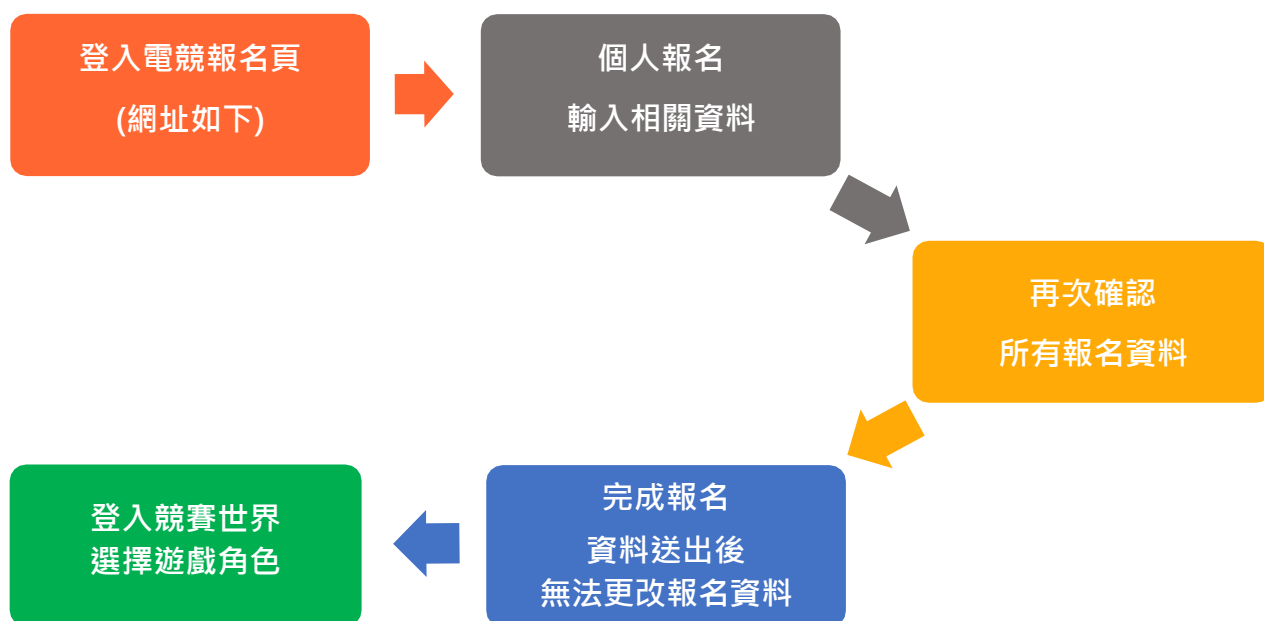 登入電競報名頁
(網址如下)
個人報名
輸入相關資料
再次確認
所有報名資料
完成報名
資料送出後
無法更改報名資料
登入競賽世界
選擇遊戲角色